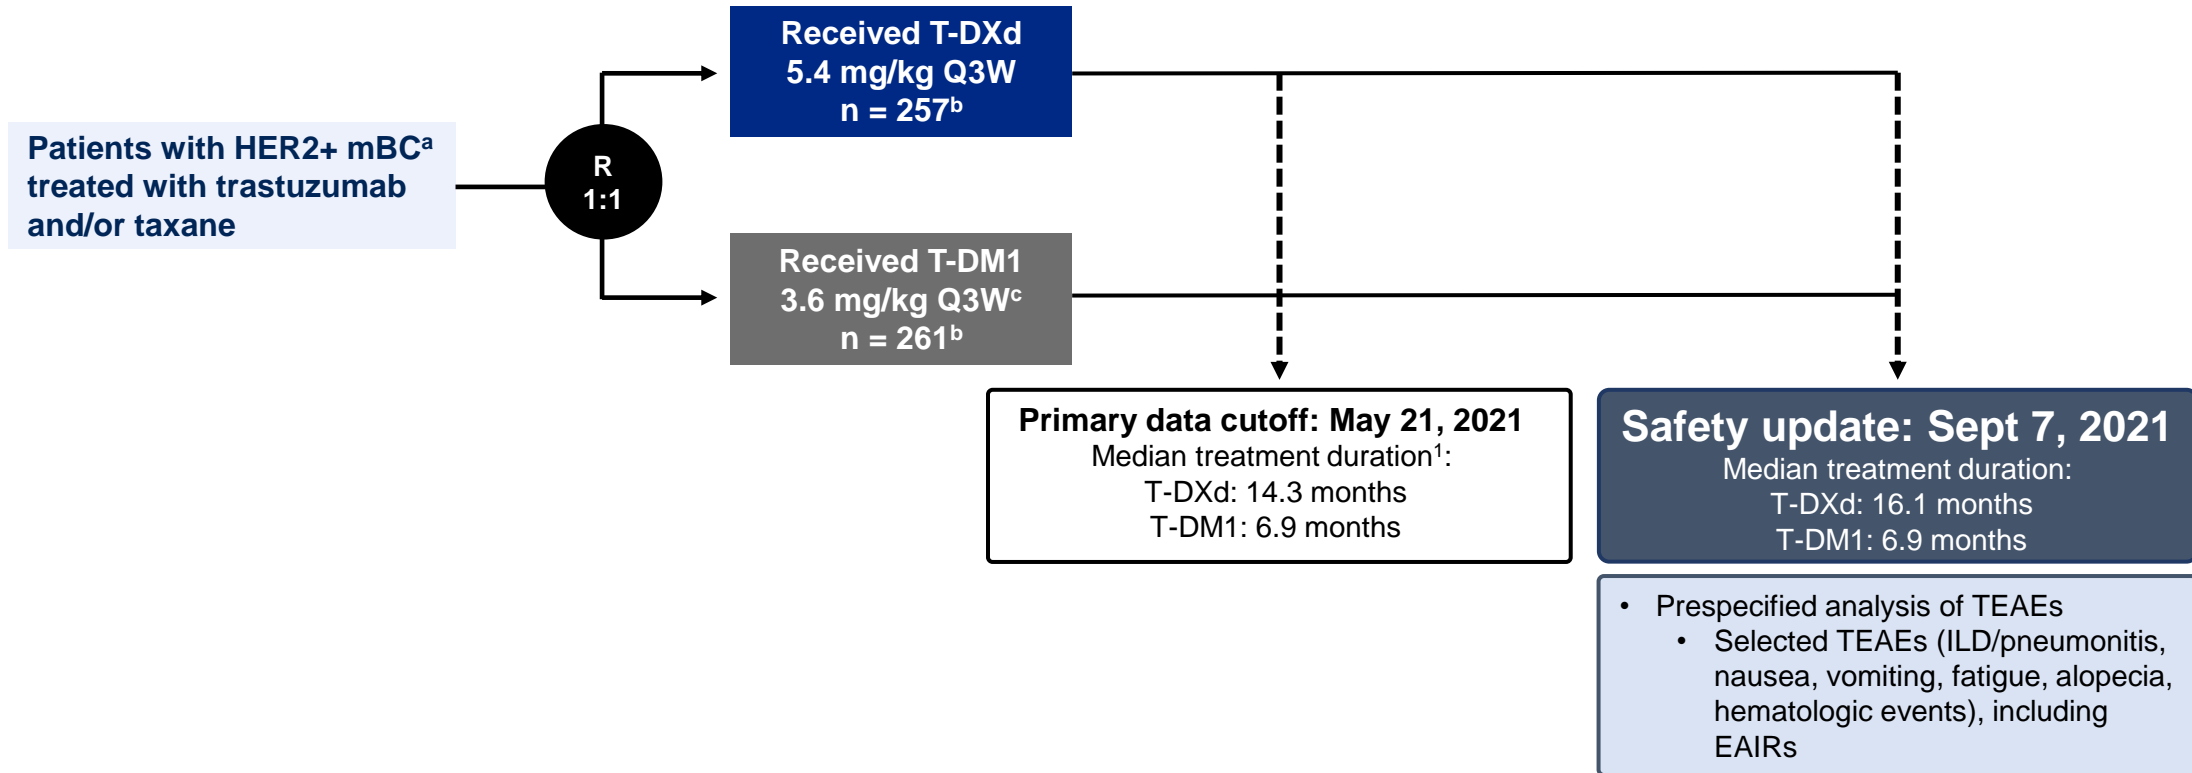 Patients with HER2+ mBCᵃ
treated with trastuzumab
and/or taxane
R
1:1
Received T-DXd
5.4 mg/kg Q3W
n = 257ᵇ
Received T-DM1
3.6 mg/kg Q3Wᶜ
n = 261ᵇ
Primary data cutoff: May 21, 2021
Median treatment duration¹:
T-DXd: 14.3 months
T-DM1: 6.9 months
Safety update: Sept 7, 2021
Median treatment duration:
T-DXd: 16.1 months
T-DM1: 6.9 months
• Prespecified analysis of TEAEs
• Selected TEAEs (ILD/pneumonitis,
nausea, vomiting, fatigue, alopecia,
hematologic events), including
EAIRs